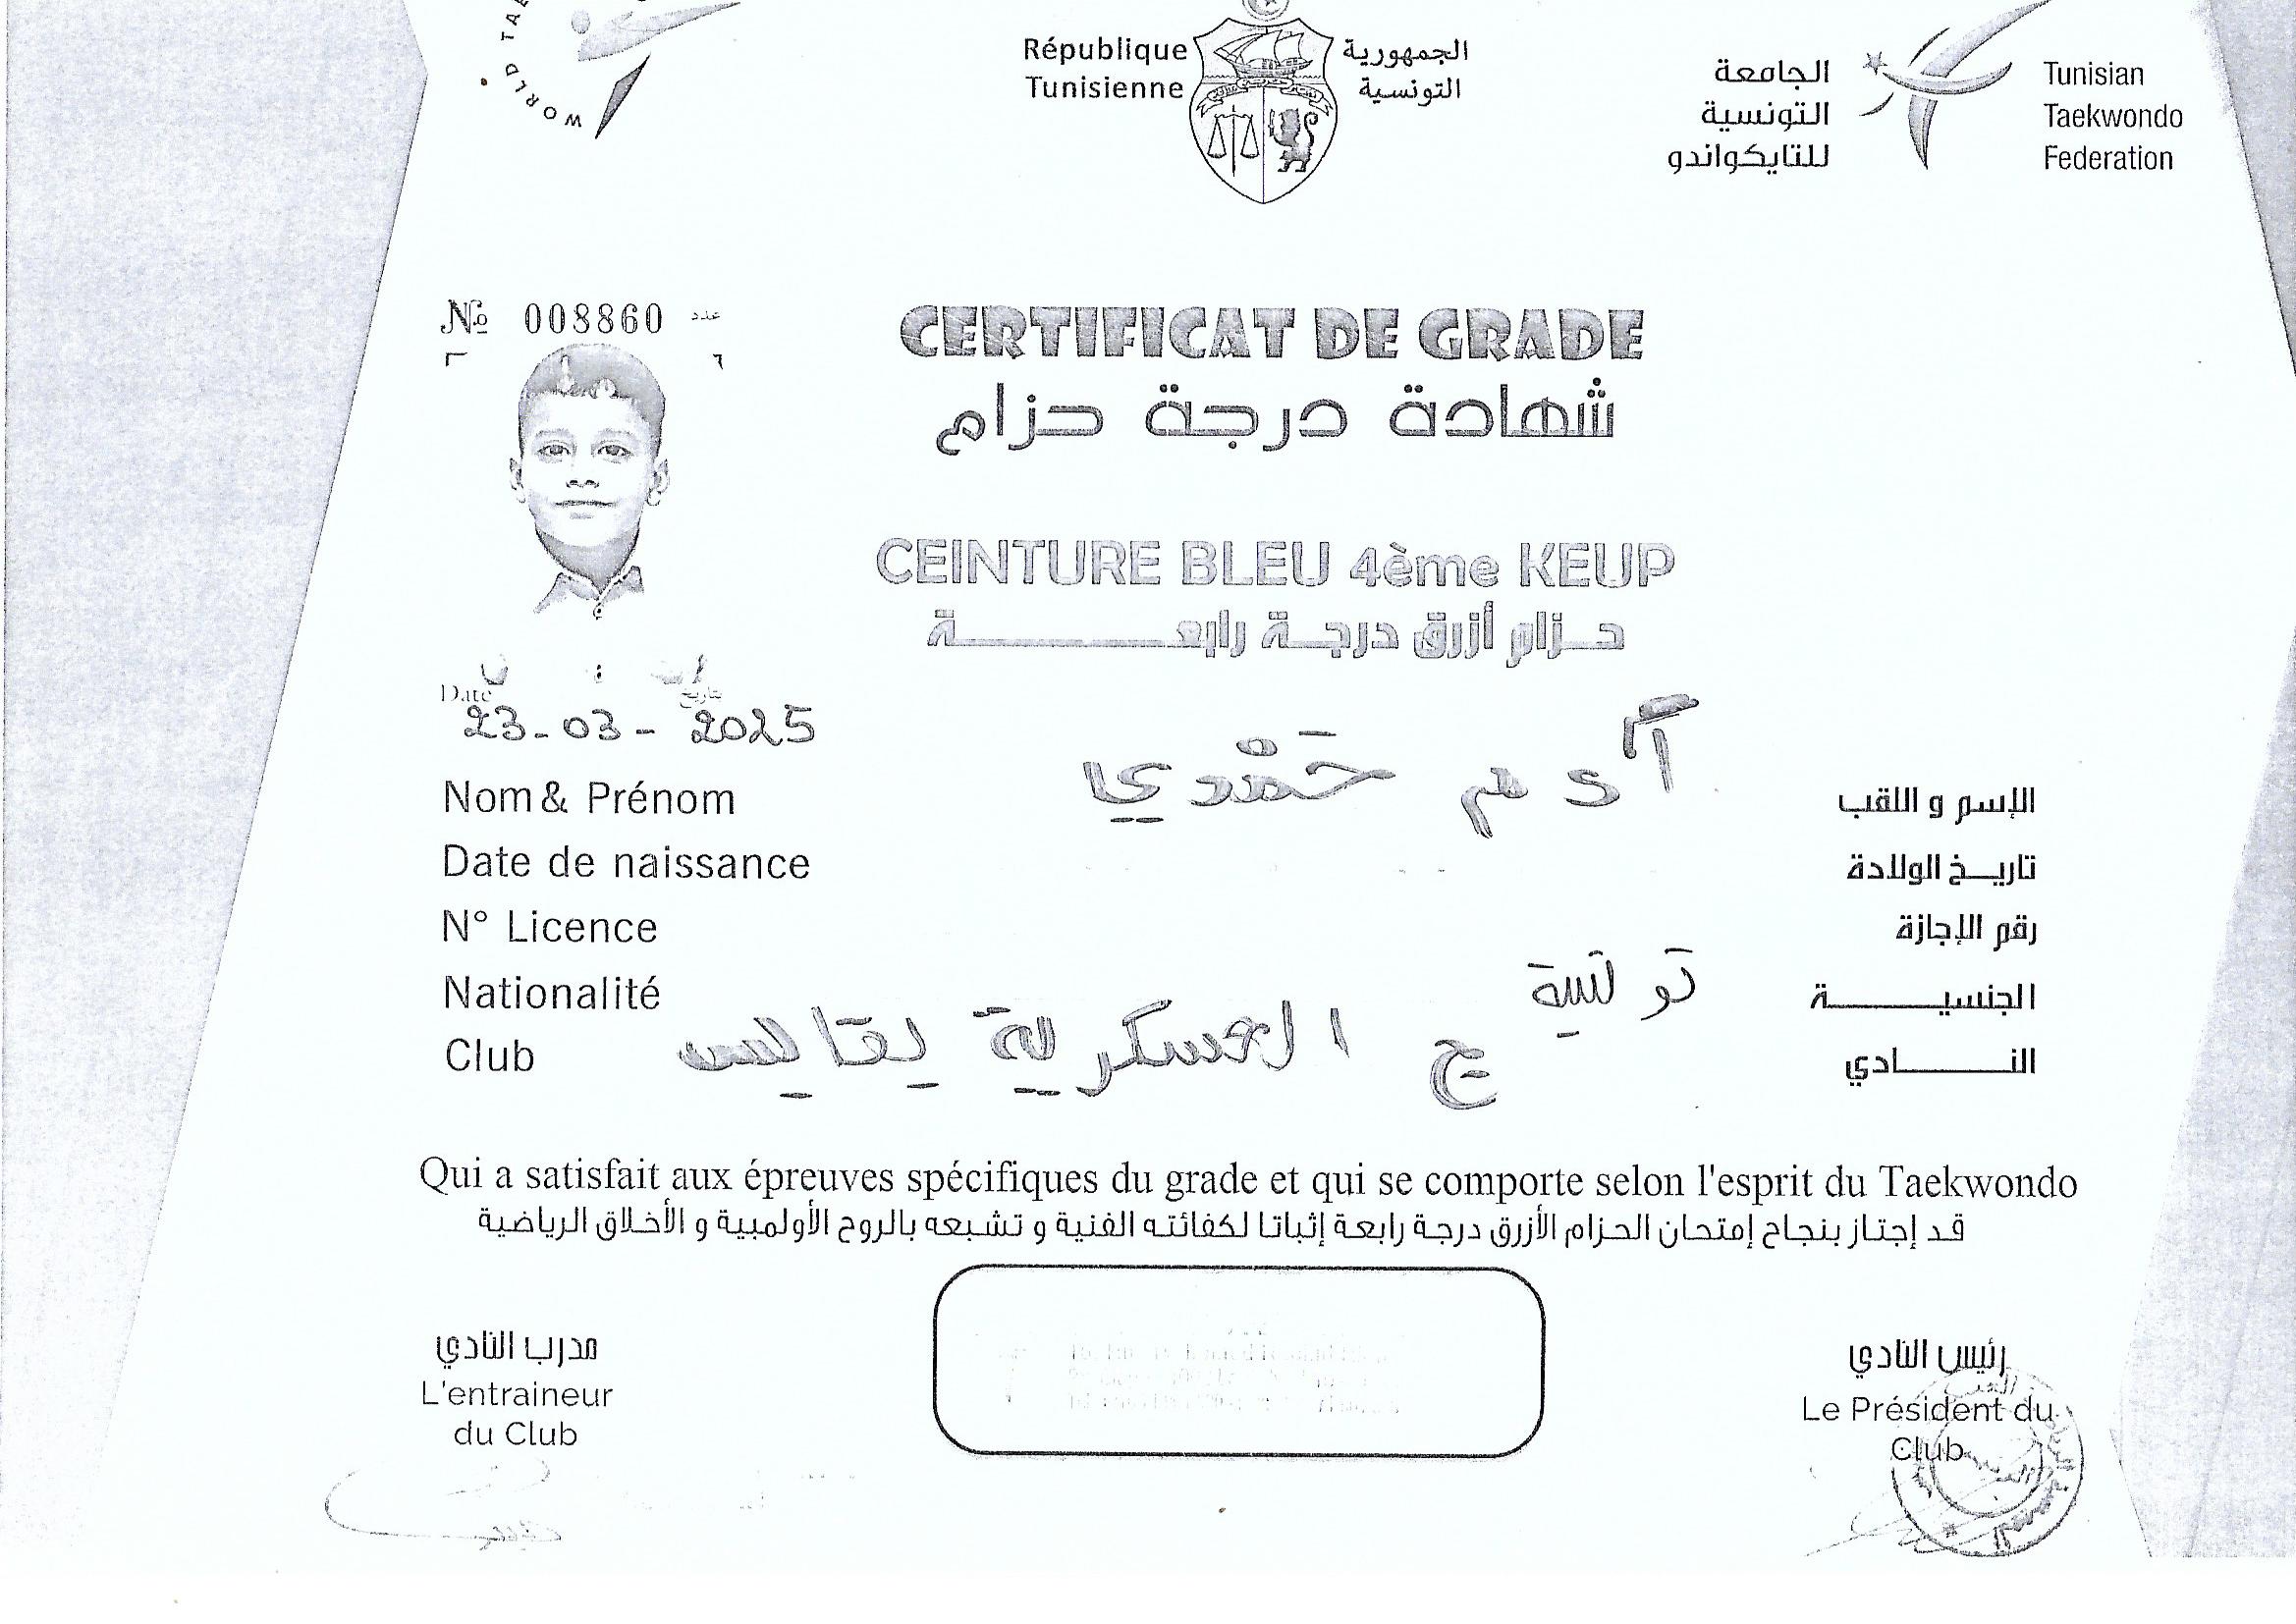 WORLD TAE
République الجمهورية
Tunisienne التونسية
الجامعة Tunisian
التونسية Taekwondo
للتايكواندو Federation
№ 008860 عدد
CERTIFICAT DE GRADE
شهادة درجة حزام
CEINTURE BLEU 4ème KEUP
حزام أزرق درجة رابعة
Date تاريخ
23-03-2025
Nom & Prénom آدم حمدي الإسم و اللقب
Date de naissance تاريخ الولادة
N° Licence رقم الإجازة
Nationalité تونسية الجنسية
Club ج العسكرية بقابس النادي
Qui a satisfait aux épreuves spécifiques du grade et qui se comporte selon l'esprit du Taekwondo
قد إجتاز بنجاح إمتحان الحزام الأزرق درجة رابعة إثباتا لكفائته الفنية و تشبعه بالروح الأولمبية و الأخلاق الرياضية
مدرب النادي رئيس النادي
L'entraineur Le Président du
du Club Club